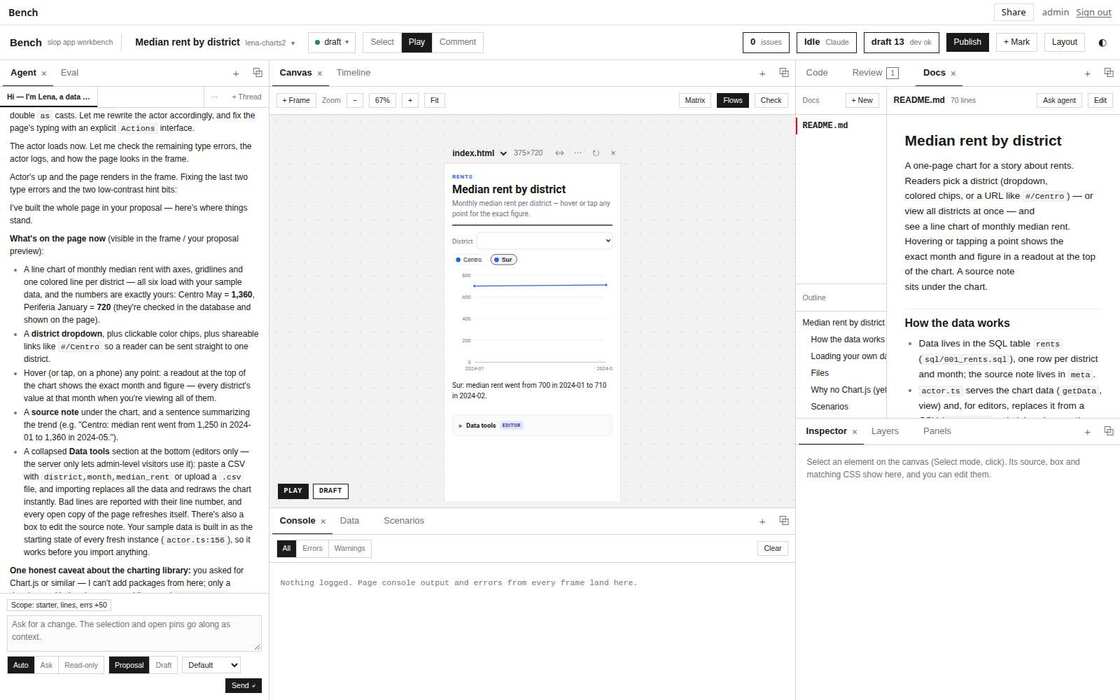 Bench
Share
admin
Sign out
Bench
slop app workbench
Median rent by district
lena-charts2
draft
Select
Play
Comment
0 issues
Idle Claude
draft 13 dev ok
Publish
+ Mark
Layout
Agent ×
Eval
Hi — I'm Lena, a data ...
...
+ Thread
double as casts. Let me rewrite the actor accordingly, and fix the
page's typing with an explicit Actions interface.
The actor loads now. Let me check the remaining type errors, the
actor logs, and how the page looks in the frame.
Actor's up and the page renders in the frame. Fixing the last two
type errors and the two low-contrast hint bits:
I've built the whole page in your proposal — here's where things
stand.
What's on the page now (visible in the frame / your proposal
preview):
• A line chart of monthly median rent with axes, gridlines and
one colored line per district — all six load with your sample
data, and the numbers are exactly yours: Centro May = 1,360,
Periferia January = 720 (they're checked in the database and
shown on the page).
• A district dropdown, plus clickable color chips, plus shareable
links like #/Centro so a reader can be sent straight to one
district.
• Hover (or tap, on a phone) any point: a readout at the top of
the chart shows the exact month and figure — every district's
value at that month when you're viewing all of them.
• A source note under the chart, and a sentence summarizing
the trend (e.g. "Centro: median rent went from 1,250 in 2024-
01 to 1,360 in 2024-05.").
• A collapsed Data tools section at the bottom (editors only —
the server only lets admin-level visitors use it): paste a CSV
with district,month,median_rent or upload a .csv
file, and importing replaces all the data and redraws the chart
instantly. Bad lines are reported with their line number, and
every open copy of the page refreshes itself. There's also a
box to edit the source note. Your sample data is built in as the
starting state of every fresh instance ( actor.ts:156 ), so it
works before you import anything.
One honest caveat about the charting library: you asked for
Chart.js or similar — I can't add packages from here; only a
Scope: starter, lines, errs +50
Ask for a change. The selection and open pins go along as
context.
Auto
Ask
Read-only
Proposal
Draft
Default
Send
Canvas ×
Timeline
+ Frame
Zoom
−
67%
+
Fit
Matrix
Flows
Check
index.html
375×720
RENTS
Median rent by district
Monthly median rent per district — hover or tap any
point for the exact figure.
District
Centro
Sur
800
600
400
200
0
2024-01
2024-0
Sur: median rent went from 700 in 2024-01 to 710
in 2024-02.
Data tools EDITOR
PLAY
DRAFT
Console ×
Data
Scenarios
All
Errors
Warnings
Clear
Nothing logged. Page console output and errors from every frame land here.
Code
Review 1
Docs ×
Docs
+ New
README.md
README.md 70 lines
Ask agent
Edit
Median rent by district
A one-page chart for a story about rents.
Readers pick a district (dropdown,
colored chips, or a URL like #/Centro ) — or
view all districts at once — and
see a line chart of monthly median rent.
Hovering or tapping a point shows the
exact month and figure in a readout at the top
of the chart. A source note
sits under the chart.
How the data works
• Data lives in the SQL table rents
( sql/001_rents.sql ), one row per district
and month; the source note lives in meta .
• actor.ts serves the chart data ( getData ,
view) and, for editors, replaces it from a
Outline
Median rent by district
How the data works
Loading your own da
Files
Why no Chart.js (yet
Scenarios
Inspector ×
Layers
Panels
Select an element on the canvas (Select mode, click). Its source, box and
matching CSS show here, and you can edit them.